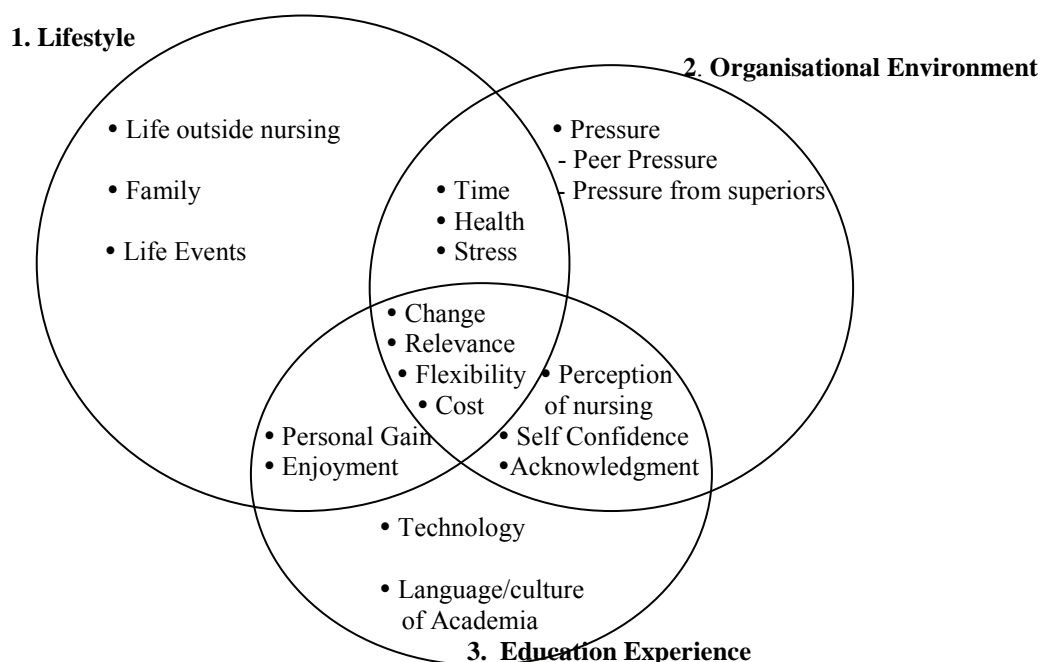 1. Lifestyle
2. Organisational Environment
• Life outside nursing
• Family
• Life Events
• Pressure
- Peer Pressure
- Pressure from superiors
• Time
• Health
• Stress
• Change
• Relevance
• Flexibility
• Cost
• Perception
of nursing
• Self Confidence
•Acknowledgment
• Personal Gain
• Enjoyment
• Technology
• Language/culture
of Academia
3. Education Experience